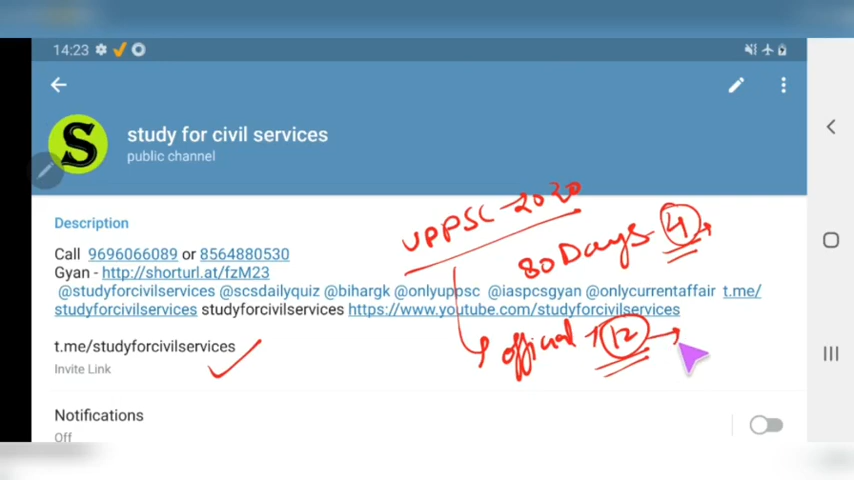 14:23
S
study for civil services
public channel
UPPSC-2020
Description
80 Days 4
Call 9696066089 or 8564880530
Gyan - http://shorturl.at/fzM23
@studyforcivilservices @scsdailyquiz @bihargk @onlyuppsc @iaspcsgyan @onlycurrentaffair t.me/
studyforcivilservices studyforcivilservices https://www.youtube.com/studyforcivilservices
official 12
t.me/studyforcivilservices
Invite Link
Notifications
Off